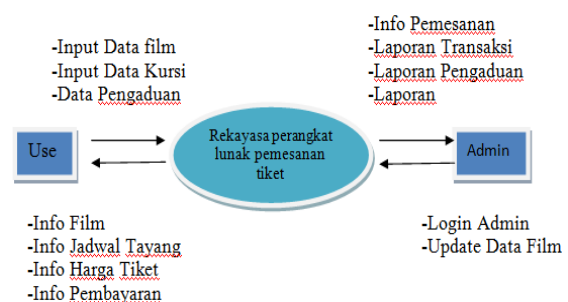 -Input Data film
-Input Data Kursi
-Data Pengaduan
-Info Pemesanan
-Laporan Transaksi
-Laporan Pengaduan
-Laporan
Use
Rekayasa perangkat
lunak pemesanan
tiket
Admin
-Info Film
-Info Jadwal Tayang
-Info Harga Tiket
-Info Pembayaran
-Login Admin
-Update Data Film